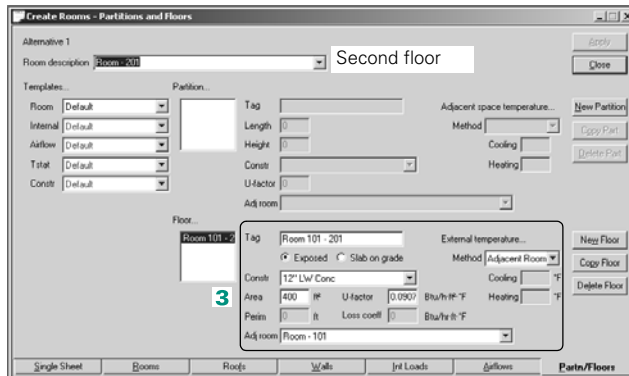 Create Rooms - Partitions and Floors
Alternative 1
Apply
Room description Room - 201
Second floor
Close
Templates...
Partition...
Room Default
Tag
Adjacent space temperature...
New Partition
Internal Default
Length 0
Method
Copy Part
Airflow Default
Height 0
Cooling
Delete Part
Tstat Default
Constr
Heating
Constr Default
U-factor 0
Adj room
Floor...
Room 101 - 2
Tag Room 101 - 201
External temperature...
New Floor
Exposed Slab on grade
Method Adjacent Room
Copy Floor
Constr 12" LW Conc
Cooling °F
Delete Floor
3
Area 400 ft² U-factor 0.0907 Btu/h·ft²·°F Heating °F
Perim 0 ft Loss coeff 0 Btu/hr·ft·°F
Adj room Room - 101
Single Sheet Rooms Roofs Walls Int Loads Airflows Partn/Floors